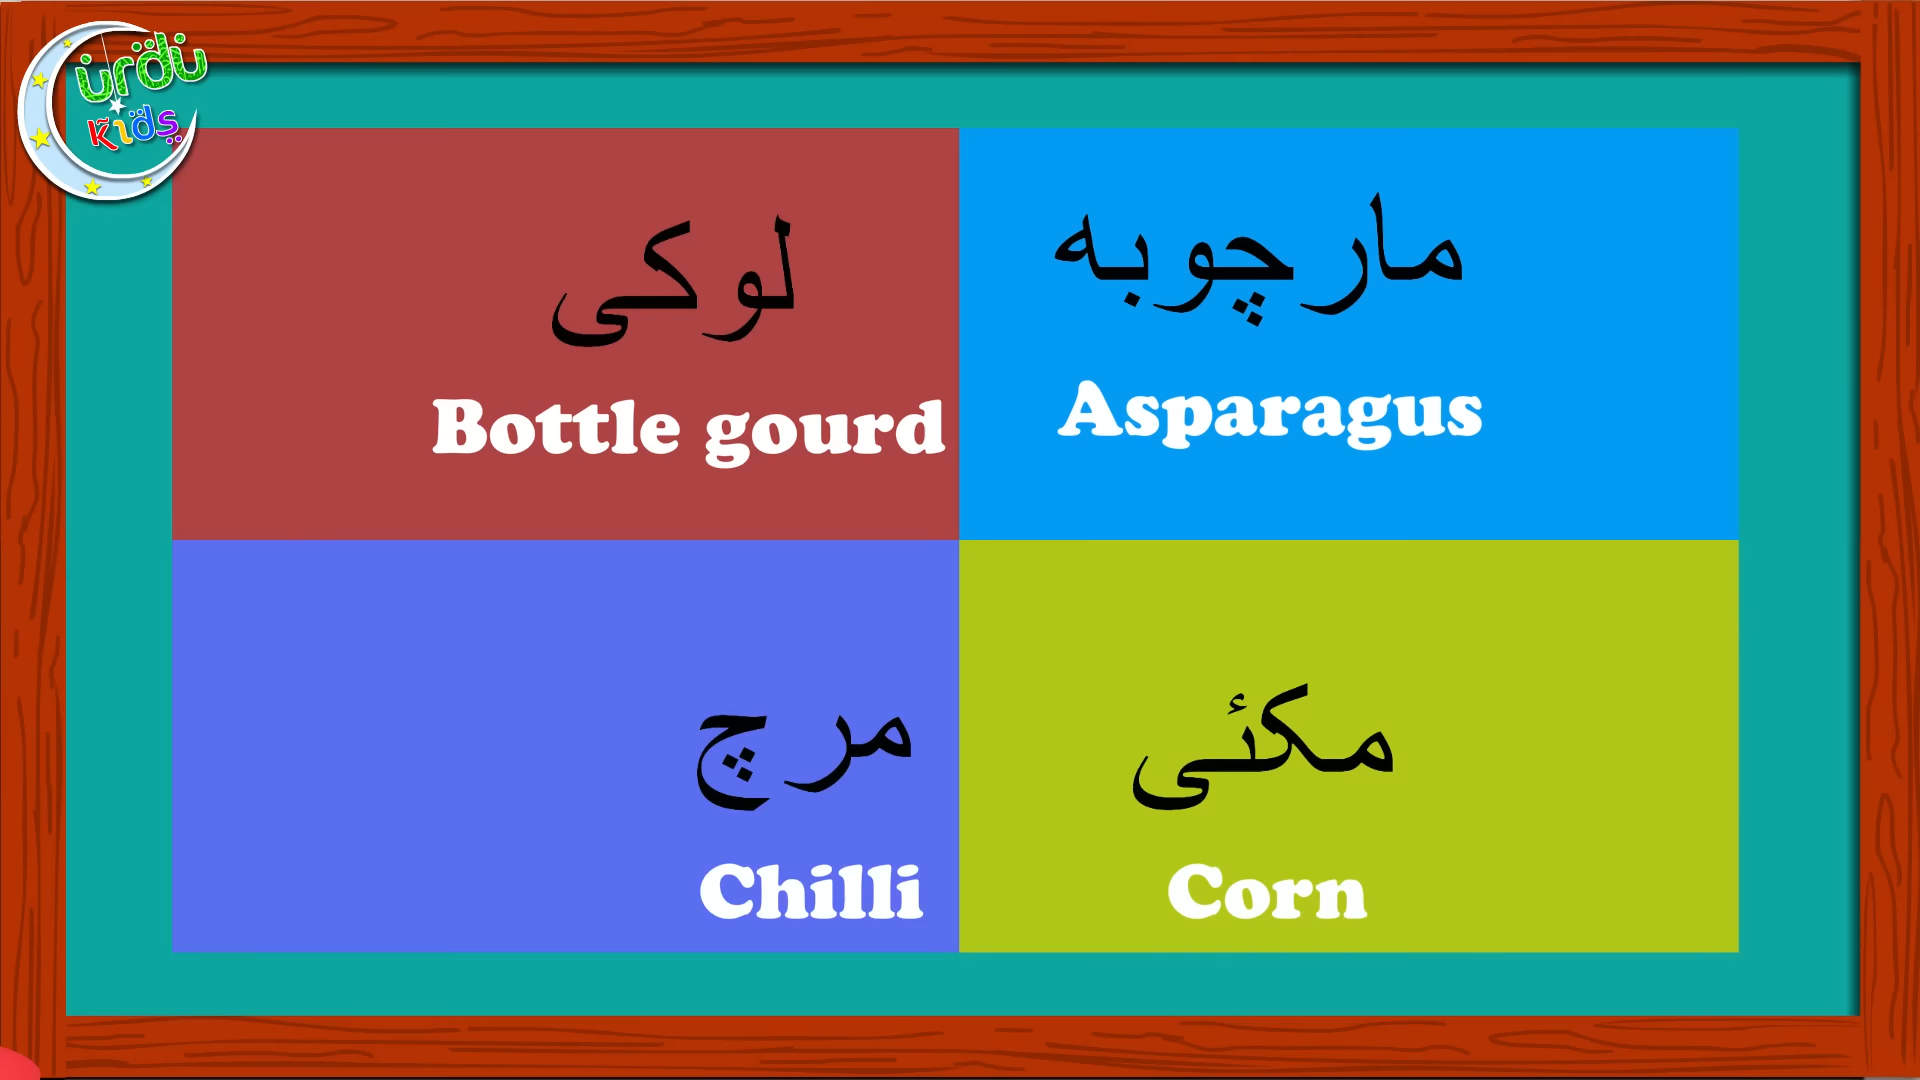 urdu
kids
لوکی
Bottle gourd
مارچوبہ
Asparagus
مرچ
Chilli
مکئی
Corn